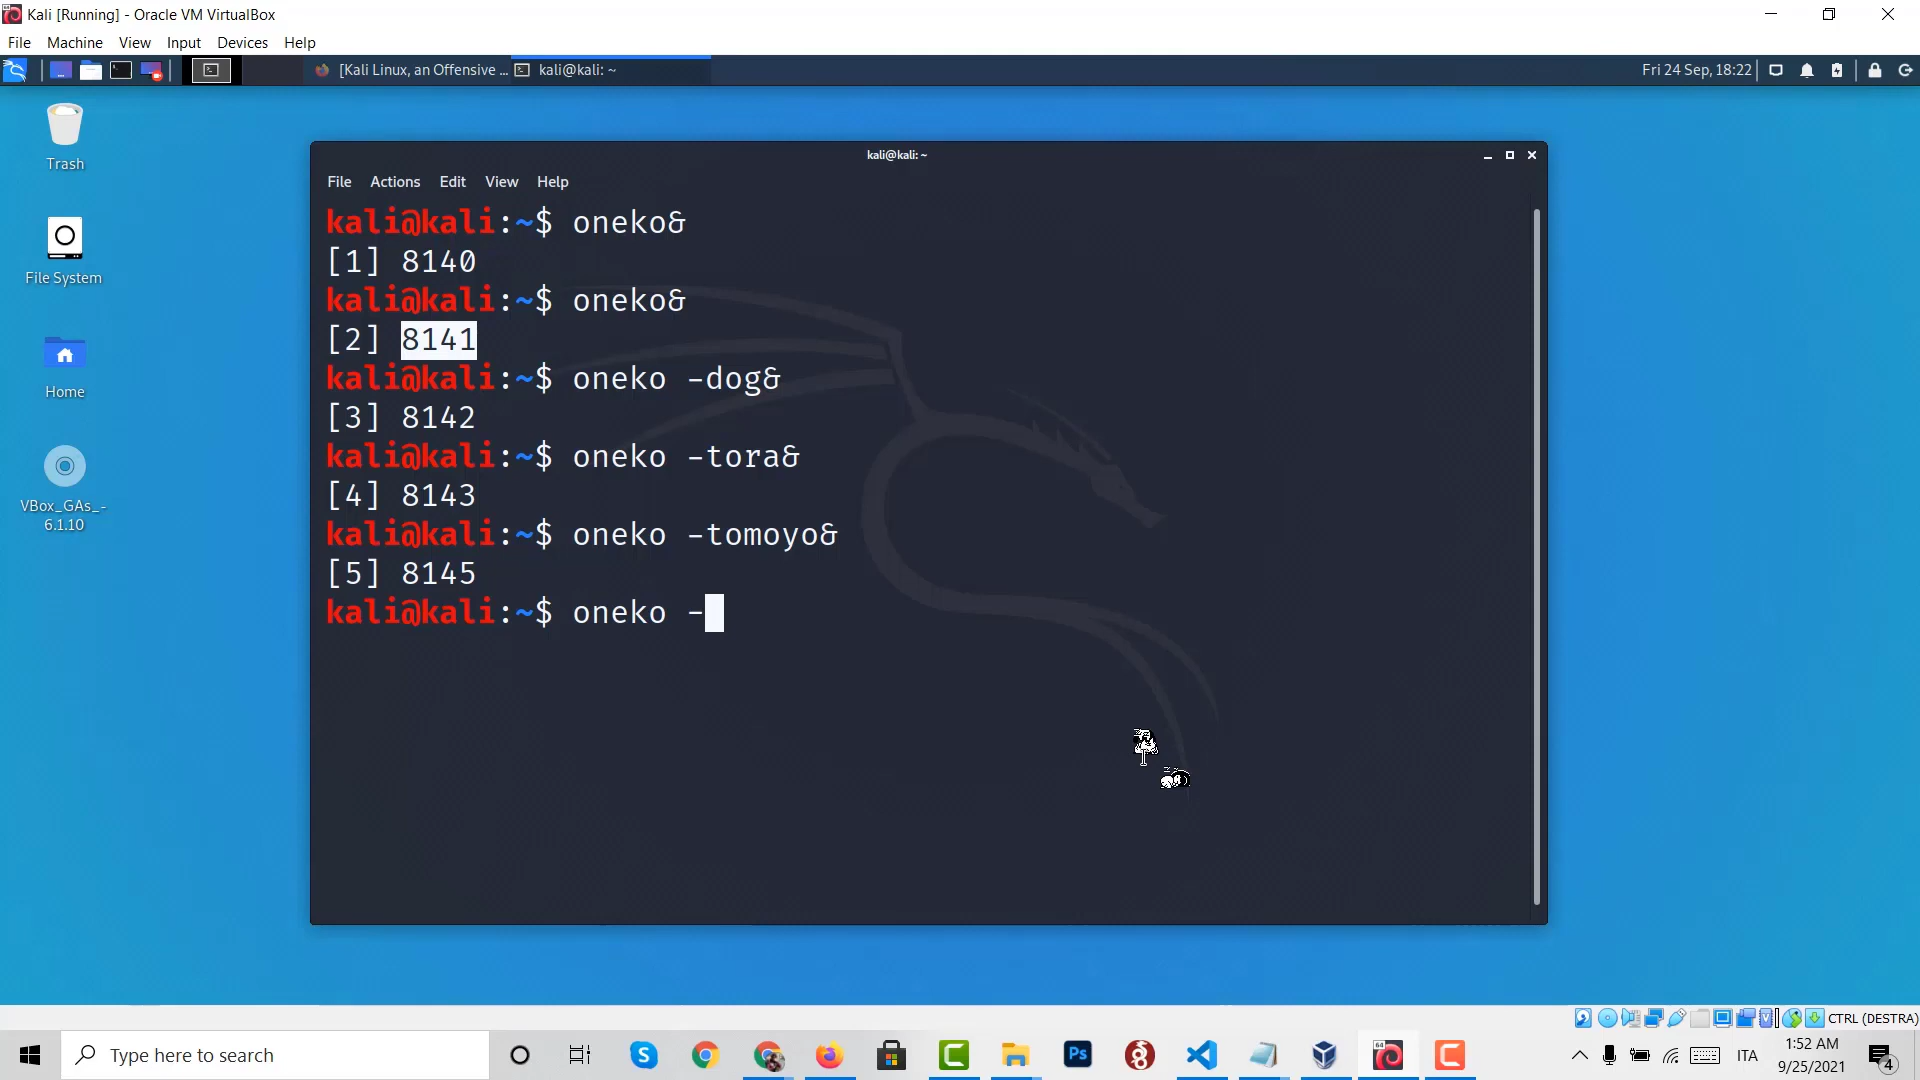 Kali [Running] - Oracle VM VirtualBox
File Machine View Input Devices Help
[Kali Linux, an Offensive ... kali@kali: ~
Fri 24 Sep, 18:22
Trash
File System
Home
VBox_GAs_-
6.1.10
kali@kali: ~
File Actions Edit View Help
kali@kali:~$ oneko&
[1] 8140
kali@kali:~$ oneko&
[2] 8141
kali@kali:~$ oneko -dog&
[3] 8142
kali@kali:~$ oneko -tora&
[4] 8143
kali@kali:~$ oneko -tomoyo&
[5] 8145
kali@kali:~$ oneko -
CTRL (DESTRA)
Type here to search
Ps
64
ITA
1:52 AM
9/25/2021
4